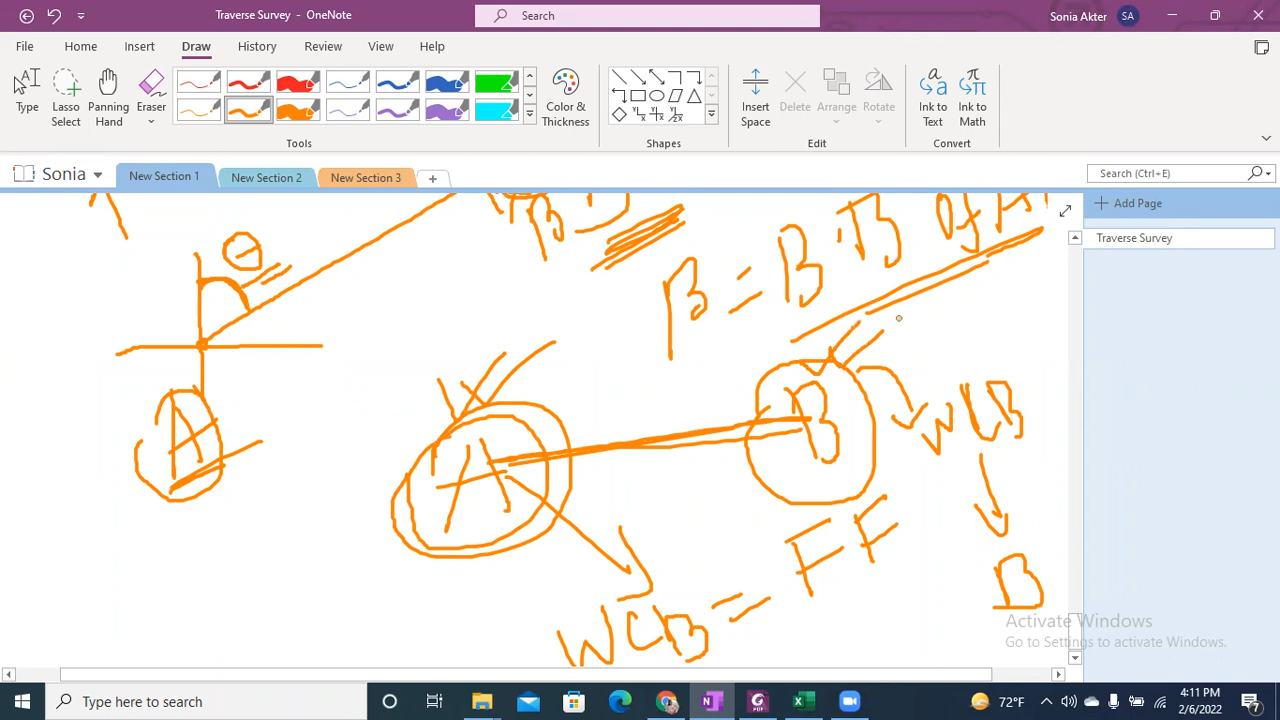 Traverse Survey - OneNote
Search
Sonia Akter
SA
File Home Insert Draw History Review View Help
Type
Lasso Select
Panning Hand
Eraser
Color & Thickness
Insert Space
Delete
Arrange
Rotate
Ink to Text
Ink to Math
Tools
Shapes
Edit
Convert
Sonia
New Section 1
New Section 2
New Section 3
Search (Ctrl+E)
Add Page
Traverse Survey
θ
β = B.B of A
A
A
B
WCB
B
WCB = FF
Activate Windows
Go to Settings to activate Windows.
Type here to search
72°F
4:11 PM
2/6/2022
7